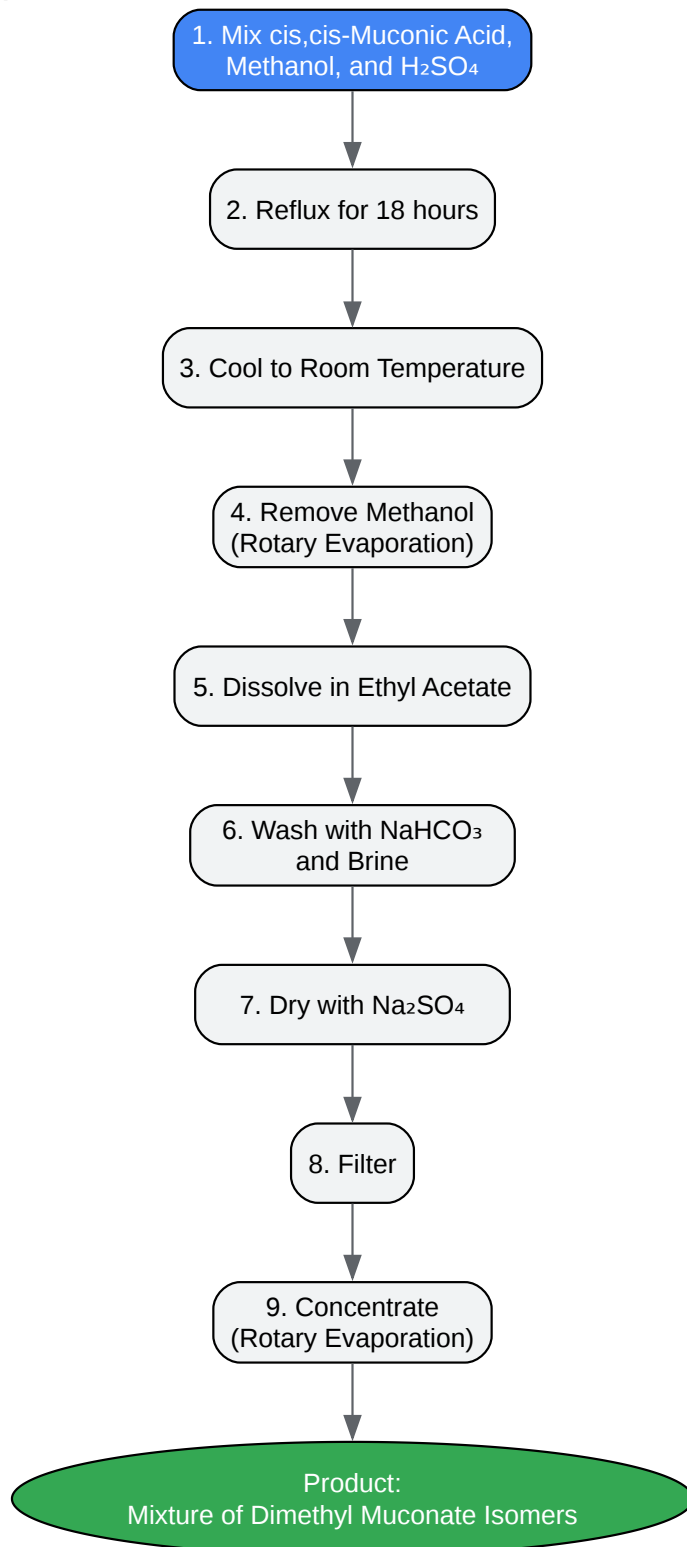 1. Mix cis,cis-Muconic Acid,
Methanol, and H₂SO₄
2. Reflux for 18 hours
3. Cool to Room Temperature
4. Remove Methanol
(Rotary Evaporation)
5. Dissolve in Ethyl Acetate
6. Wash with NaHCO₃
and Brine
7. Dry with Na₂SO₄
8. Filter
9. Concentrate
(Rotary Evaporation)
Product:
Mixture of Dimethyl Muconate Isomers